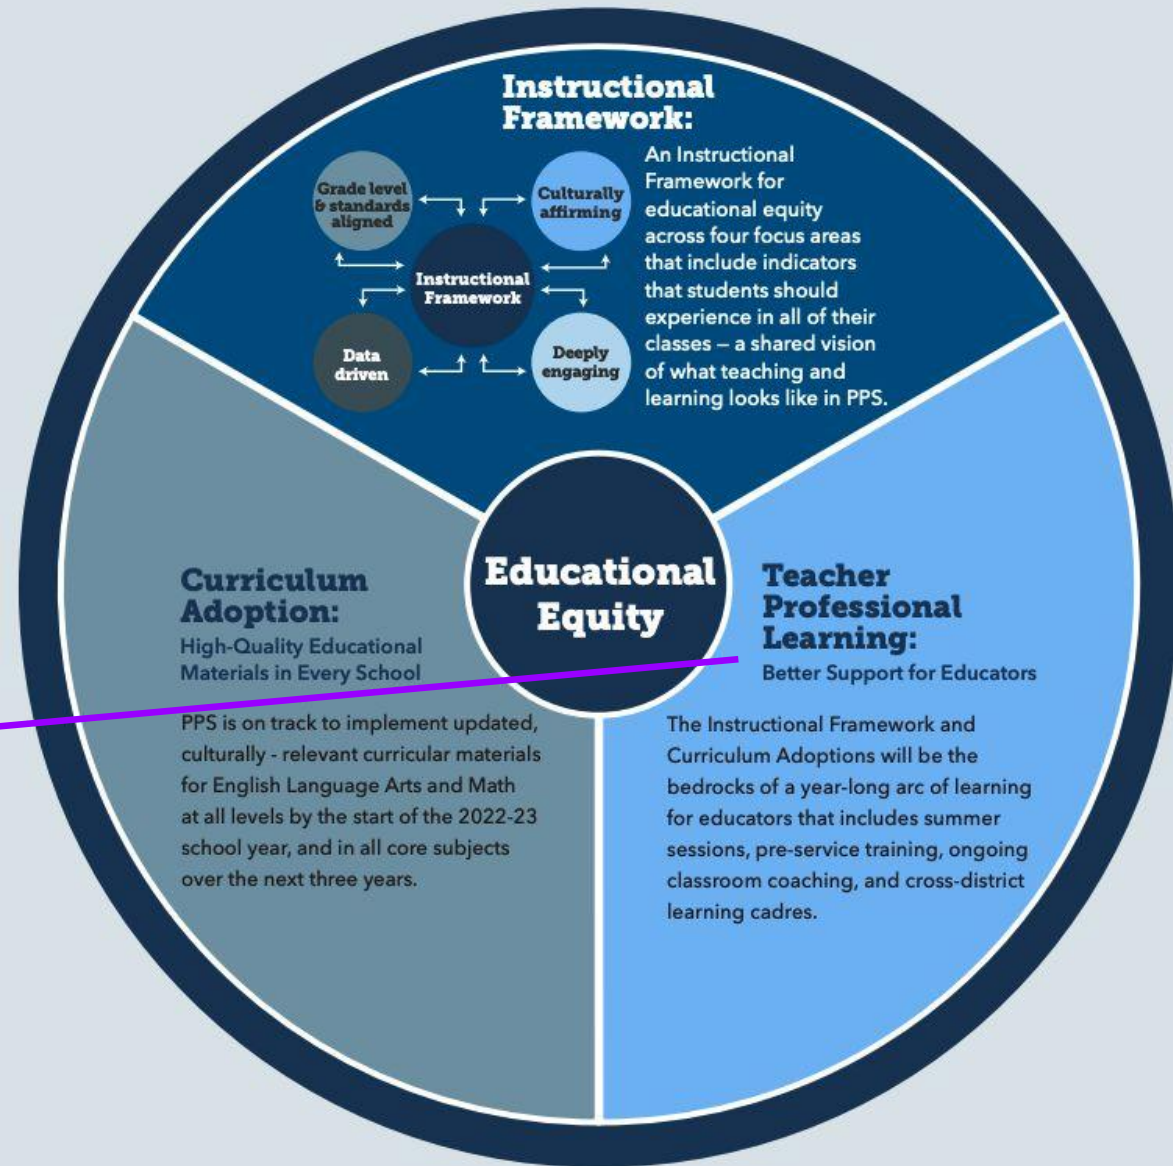 Instructional
Framework:
Grade level
& standards
aligned
Culturally
affirming
Instructional
Framework
Data
driven
Deeply
engaging
An Instructional
Framework for
educational equity
across four focus areas
that include indicators
that students should
experience in all of their
classes – a shared vision
of what teaching and
learning looks like in PPS.
Educational
Equity
Curriculum
Adoption:
High-Quality Educational
Materials in Every School
PPS is on track to implement updated,
culturally - relevant curricular materials
for English Language Arts and Math
at all levels by the start of the 2022-23
school year, and in all core subjects
over the next three years.
Teacher
Professional
Learning:
Better Support for Educators
The Instructional Framework and
Curriculum Adoptions will be the
bedrocks of a year-long arc of learning
for educators that includes summer
sessions, pre-service training, ongoing
classroom coaching, and cross-district
learning cadres.